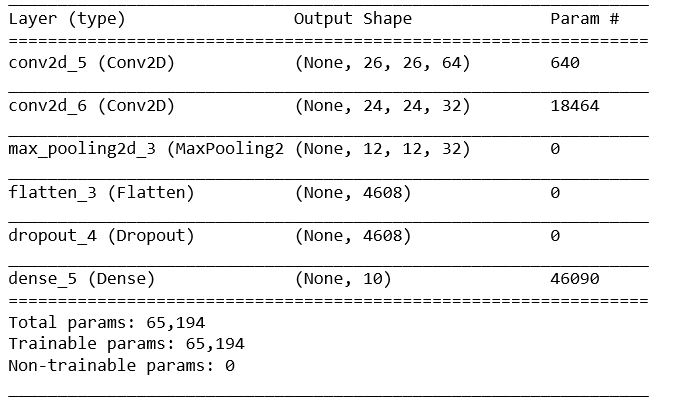 Layer (type) Output Shape Param #
conv2d_5 (Conv2D) (None, 26, 26, 64) 640
conv2d_6 (Conv2D) (None, 24, 24, 32) 18464
max_pooling2d_3 (MaxPooling2 (None, 12, 12, 32) 0
flatten_3 (Flatten) (None, 4608) 0
dropout_4 (Dropout) (None, 4608) 0
dense_5 (Dense) (None, 10) 46090
Total params: 65,194
Trainable params: 65,194
Non-trainable params: 0